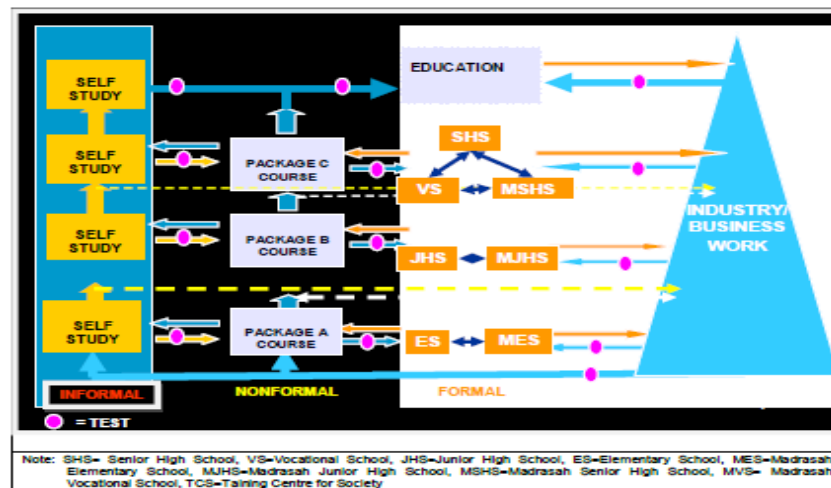 EDUCATION
SELF
STUDY
SHS
SELF
STUDY
PACKAGE C
COURSE
VS
MSHS
INDUSTRY/
BUSINESS
WORK
SELF
STUDY
PACKAGE B
COURSE
JHS
MJHS
SELF
STUDY
PACKAGE A
COURSE
ES
MES
INFORMAL
NONFORMAL
FORMAL
= TEST
Note: SHS= Senior High School, VS=Vocational School, JHS=Junior High School, ES=Elementary School, MES=Madrasah
Elementary School, MJHS=Madrasah Junior High School, MSHS=Madrasah Senior High School, MVS= Madrasah
Vocational School, TCS=Taining Centre for Society